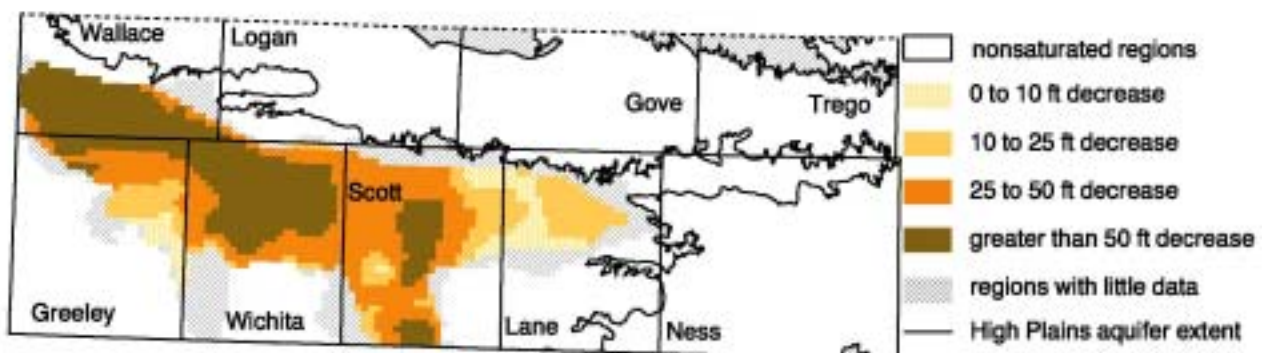 Wallace
Logan
Gove
Trego
Scott
Greeley
Wichita
Lane
Ness
nonsaturated regions
0 to 10 ft decrease
10 to 25 ft decrease
25 to 50 ft decrease
greater than 50 ft decrease
regions with little data
High Plains aquifer extent